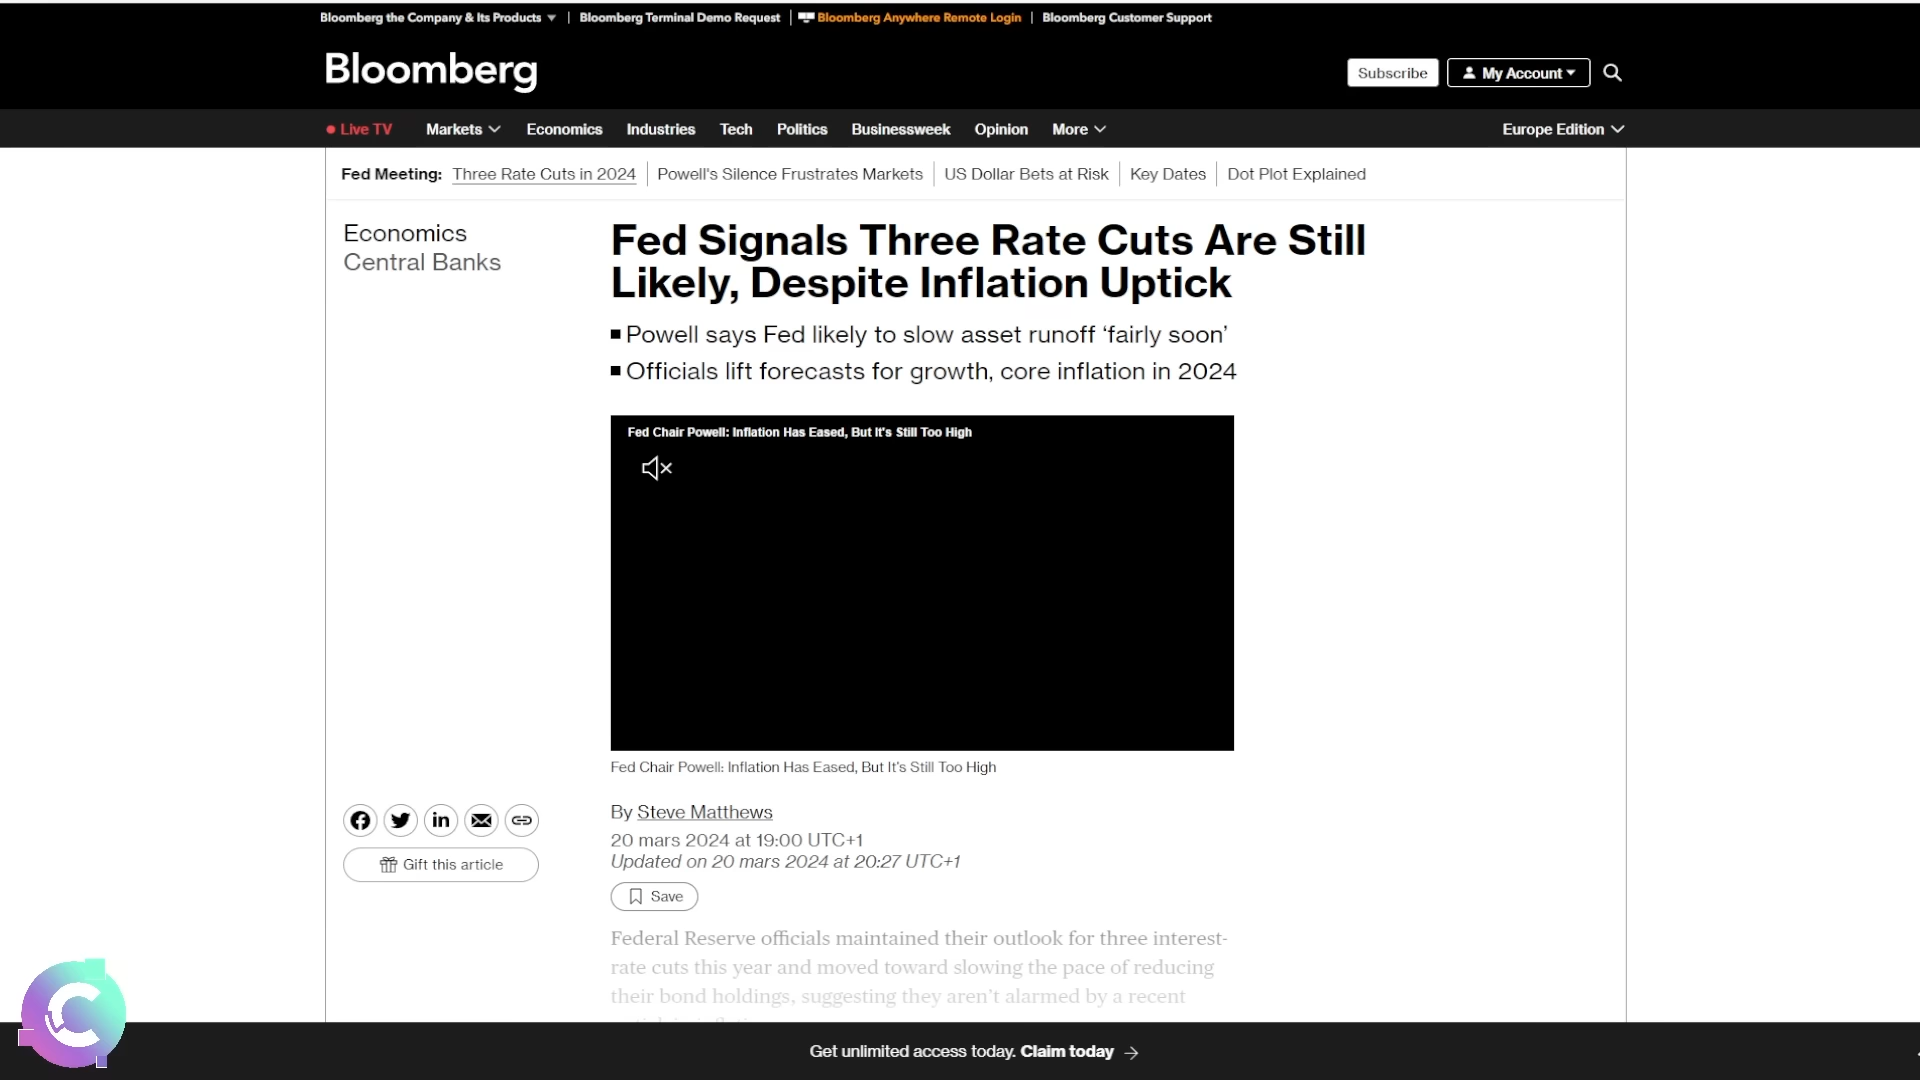 Bloomberg the Company & Its Products
Bloomberg Terminal Demo Request
Bloomberg Anywhere Remote Login
Bloomberg Customer Support
Bloomberg
Subscribe
My Account
Live TV
Markets
Economics
Industries
Tech
Politics
Businessweek
Opinion
More
Europe Edition
Fed Meeting:
Three Rate Cuts in 2024
Powell's Silence Frustrates Markets
US Dollar Bets at Risk
Key Dates
Dot Plot Explained
Economics
Central Banks
Fed Signals Three Rate Cuts Are Still
Likely, Despite Inflation Uptick
Powell says Fed likely to slow asset runoff ‘fairly soon’
Officials lift forecasts for growth, core inflation in 2024
Fed Chair Powell: Inflation Has Eased, But It's Still Too High
Fed Chair Powell: Inflation Has Eased, But It’s Still Too High
By Steve Matthews
20 mars 2024 at 19:00 UTC+1
Updated on 20 mars 2024 at 20:27 UTC+1
Gift this article
Save
Federal Reserve officials maintained their outlook for three interest-
rate cuts this year and moved toward slowing the pace of reducing
their bond holdings, suggesting they aren’t alarmed by a recent
Get unlimited access today. Claim today